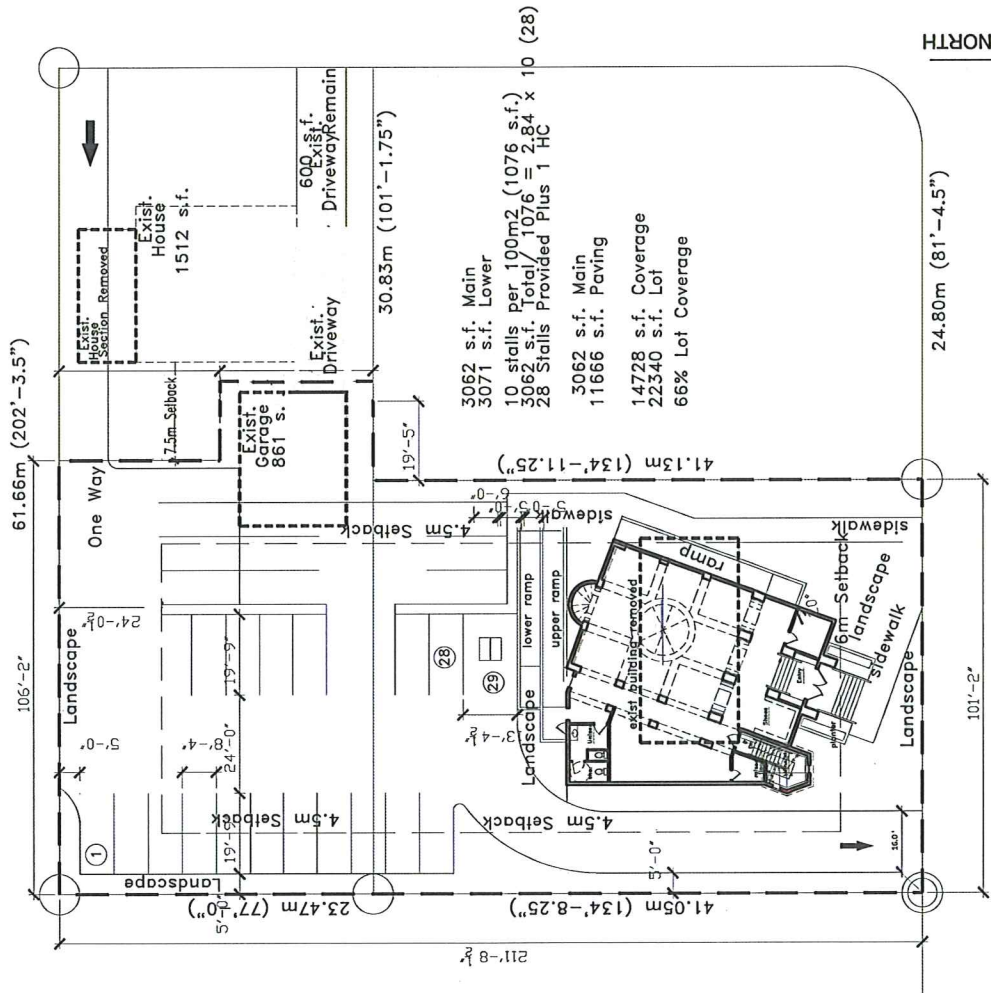 NORTH
61.66m (202'-3.5")
106'-2"
Exist.
House
Section Removed
Exist.
House
1512 s.f.
600 s.f.
Exist.
Driveway Remain
7.5m Setback
One Way
Exist.
Garage
861 s.
Exist.
Driveway
30.83m (101'-1.75")
19'-5"
3062 s.f. Main
3071 s.f. Lower
10 stalls per 100m2 (1076 s.f.)
3062 s.f. Total/ 1076 = 2.84 x 10 (28)
28 Stalls Provided Plus 1 HC
3062 s.f. Main
11666 s.f. Paving
14728 s.f. Coverage
22340 s.f. Lot
66% Lot Coverage
24.80m (81'-4.5")
41.13m (134'-11.25")
Landscape
24'-0½"
5'-0"
8'-4"
19'-9"
24'-0"
19'-9"
4.5m Setback
4.5m Setback
4.5m Setback
1
28
29
Landscape
5'-0"
23.47m (77'-0")
41.05m (134'-8.25")
211'-8½"
6'-0"
sidewalk
lower ramp
upper ramp
Landscape
3'-4½"
exist building removed
ramp
Entry
planter
6m Setback
landscape
sidewalk
sidewalk
Landscape
5'-0"
16.0'
101'-2"